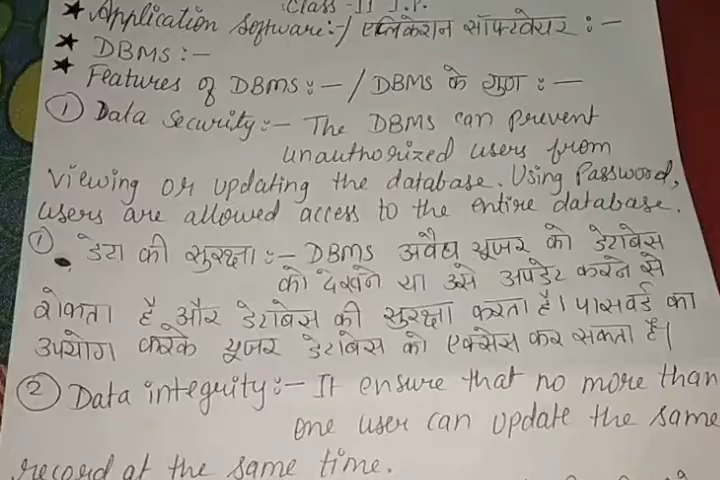 Class-11 I.P.
★ Application Software:-/ एप्लिकेशन सॉफ्टवेयर :-
★ DBMS :-
★ Features of DBMS :- / DBMS के गुण :-
① Data Security :- The DBMS can prevent
unauthorized users from
viewing or updating the database. Using Password,
users are allowed access to the entire database.
① डेटा की सुरक्षा :- DBMS अवैध यूजर को डेटाबेस
को देखने या उसे अपडेट करने से
रोकता है और डेटाबेस की सुरक्षा करता है। पासवर्ड का
उपयोग करके यूजर डेटाबेस को एक्सेस कर सकता है।
② Data integrity :- It ensure that no more than
one user can update the same
record at the same time.